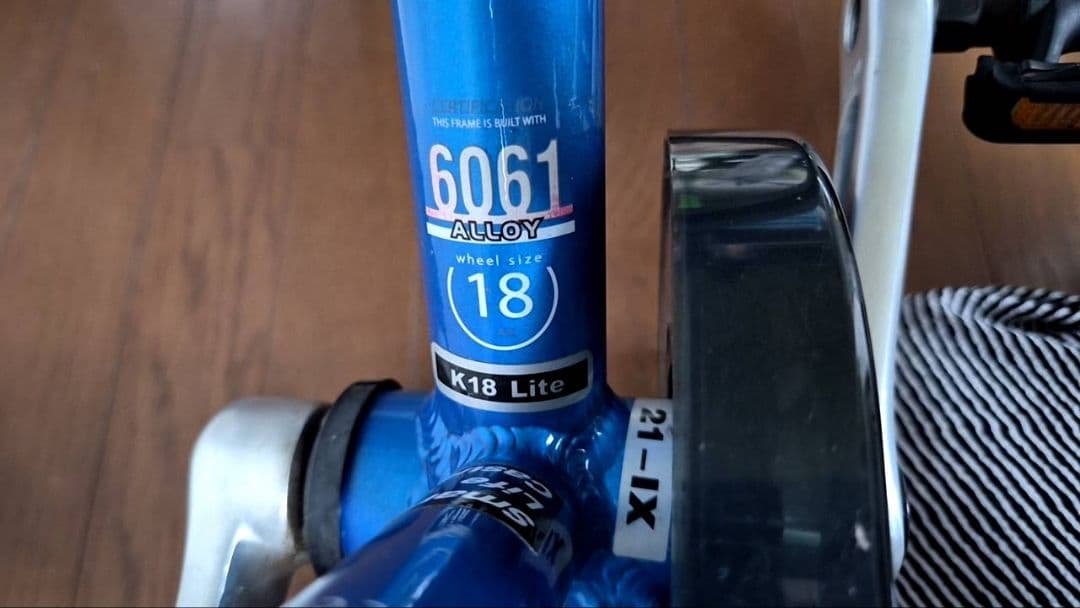 THIS FRAME IS BUILT WITH
6061
ALLOY
wheel size
18
K18 Lite
21-IX